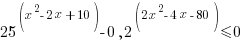 25^(x^2-2x+10) - 0,2^(2x^2-4x-80) ≤ 0